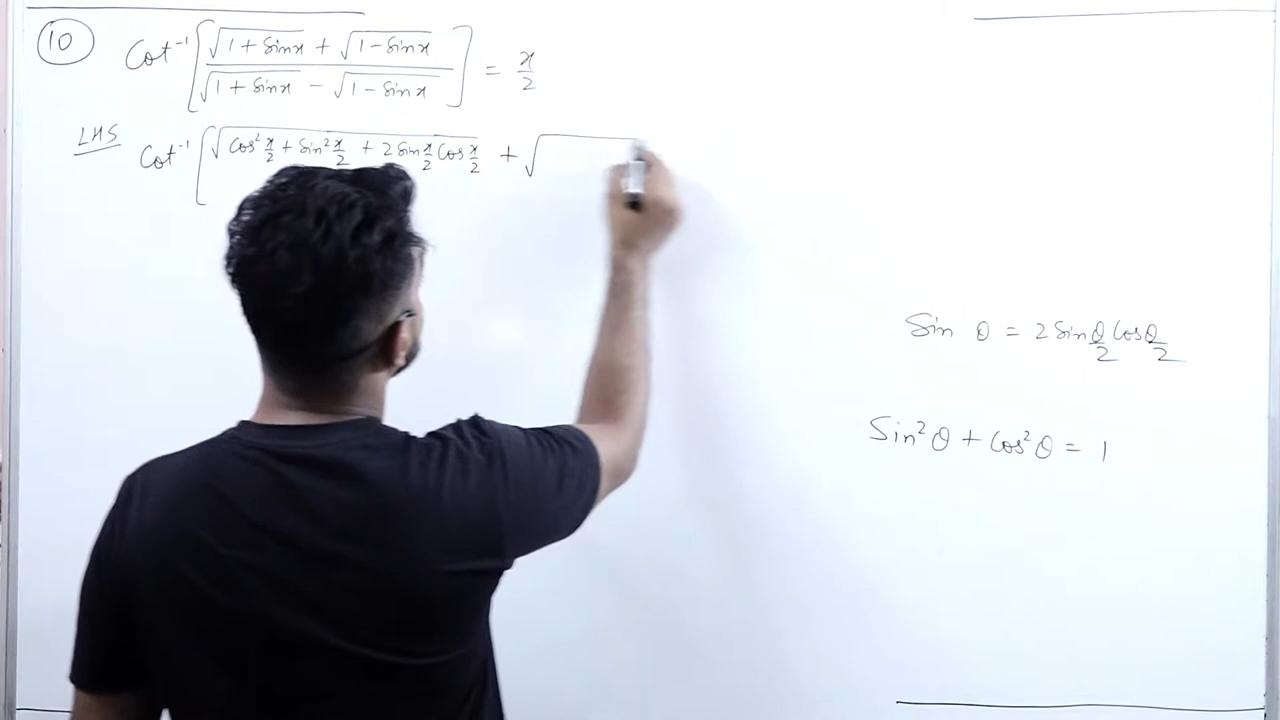 10 Cot⁻¹[(√(1 + Sinx) + √(1 - Sinx)) / (√(1 + Sinx) - √(1 - Sinx))] = x/2
LHS Cot⁻¹[√(Cos² x/2 + Sin² x/2 + 2 Sin x/2 Cos x/2) + √
Sin θ = 2 Sin θ/2 Cos θ/2
Sin² θ + Cos² θ = 1